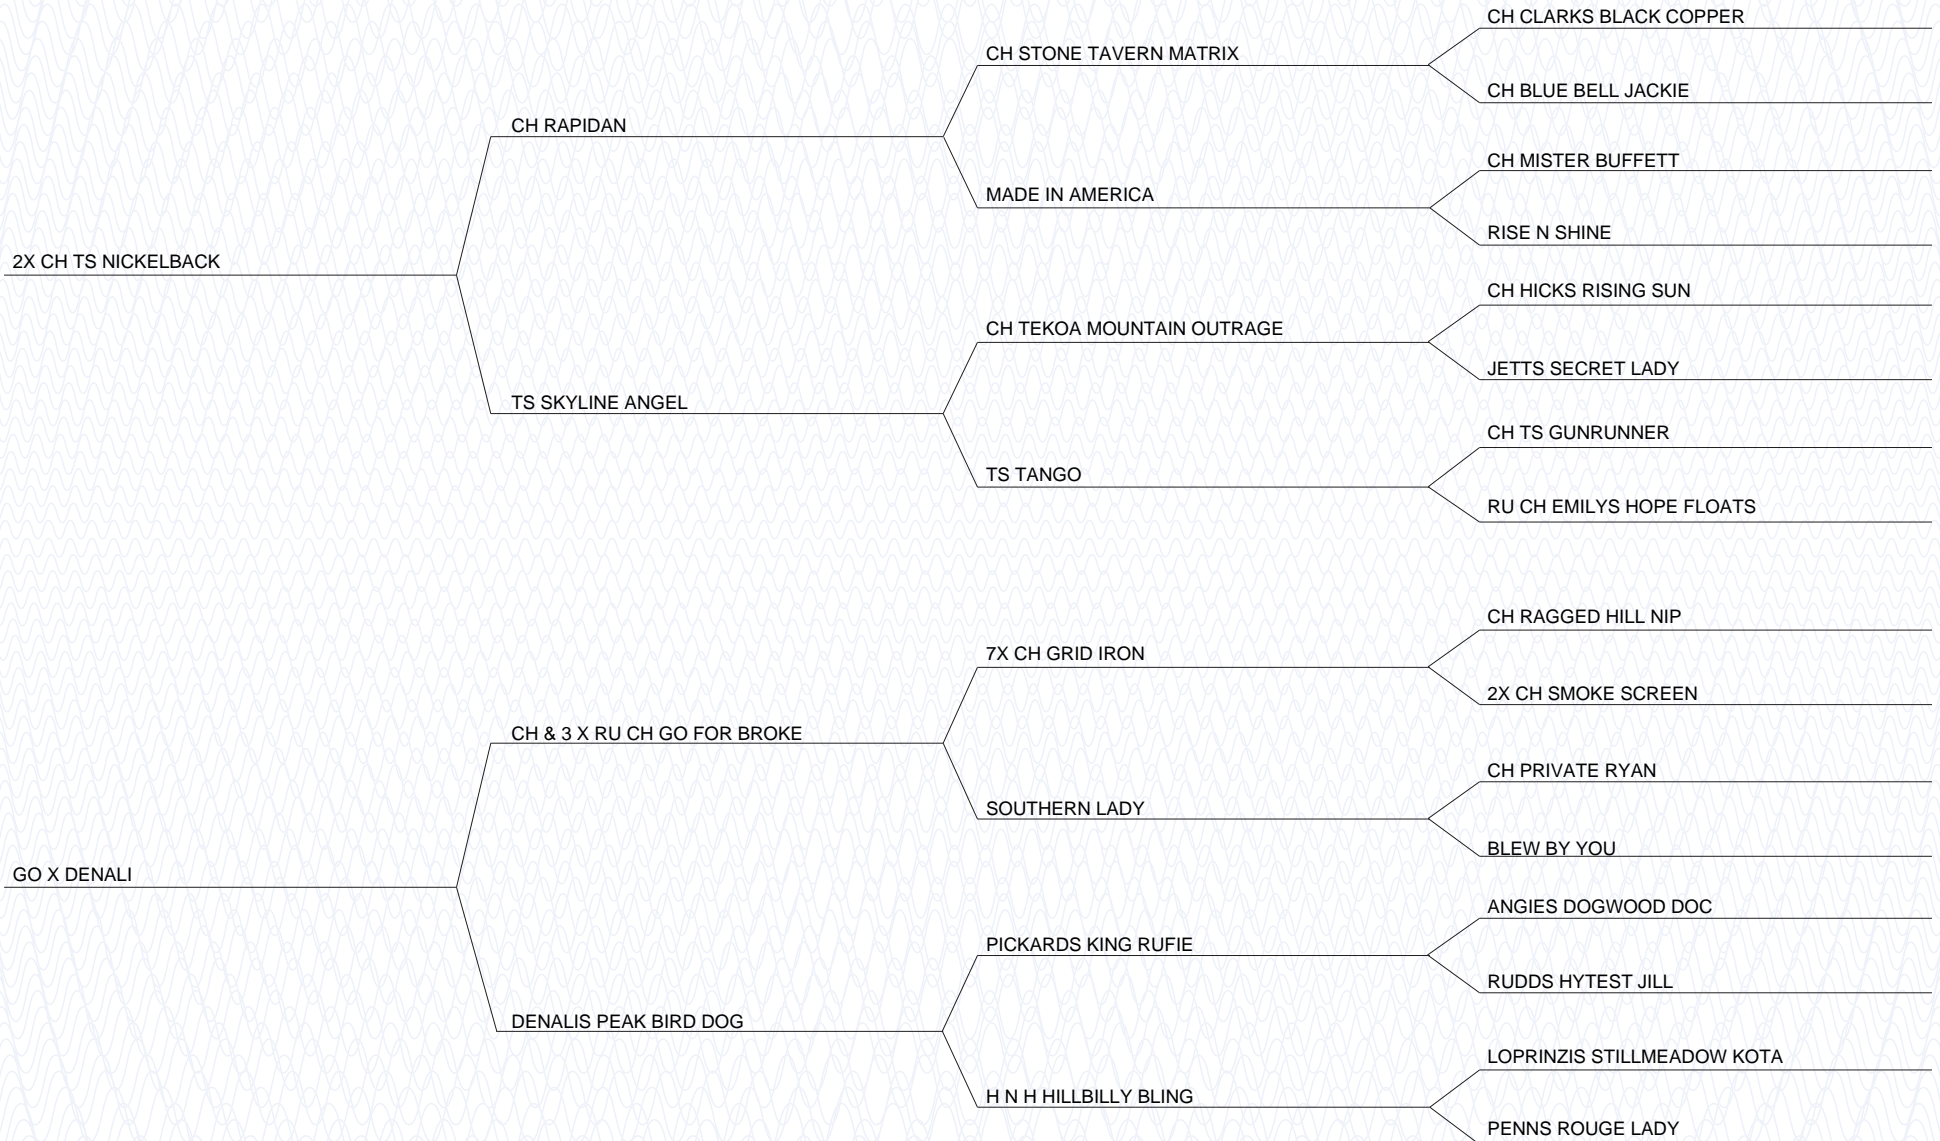 CH CLARKS BLACK COPPER
CH STONE TAVERN MATRIX
CH BLUE BELL JACKIE
CH RAPIDAN
CH MISTER BUFFETT
MADE IN AMERICA
RISE N SHINE
2X CH TS NICKELBACK
CH HICKS RISING SUN
CH TEKOA MOUNTAIN OUTRAGE
JETTS SECRET LADY
TS SKYLINE ANGEL
CH TS GUNRUNNER
TS TANGO
RU CH EMILYS HOPE FLOATS
CH RAGGED HILL NIP
7X CH GRID IRON
2X CH SMOKE SCREEN
CH & 3 X RU CH GO FOR BROKE
CH PRIVATE RYAN
SOUTHERN LADY
BLEW BY YOU
GO X DENALI
ANGIES DOGWOOD DOC
PICKARDS KING RUFIE
RUDDS HYTEST JILL
DENALIS PEAK BIRD DOG
LOPRINZIS STILLMEADOW KOTA
H N H HILLBILLY BLING
PENNS ROUGE LADY